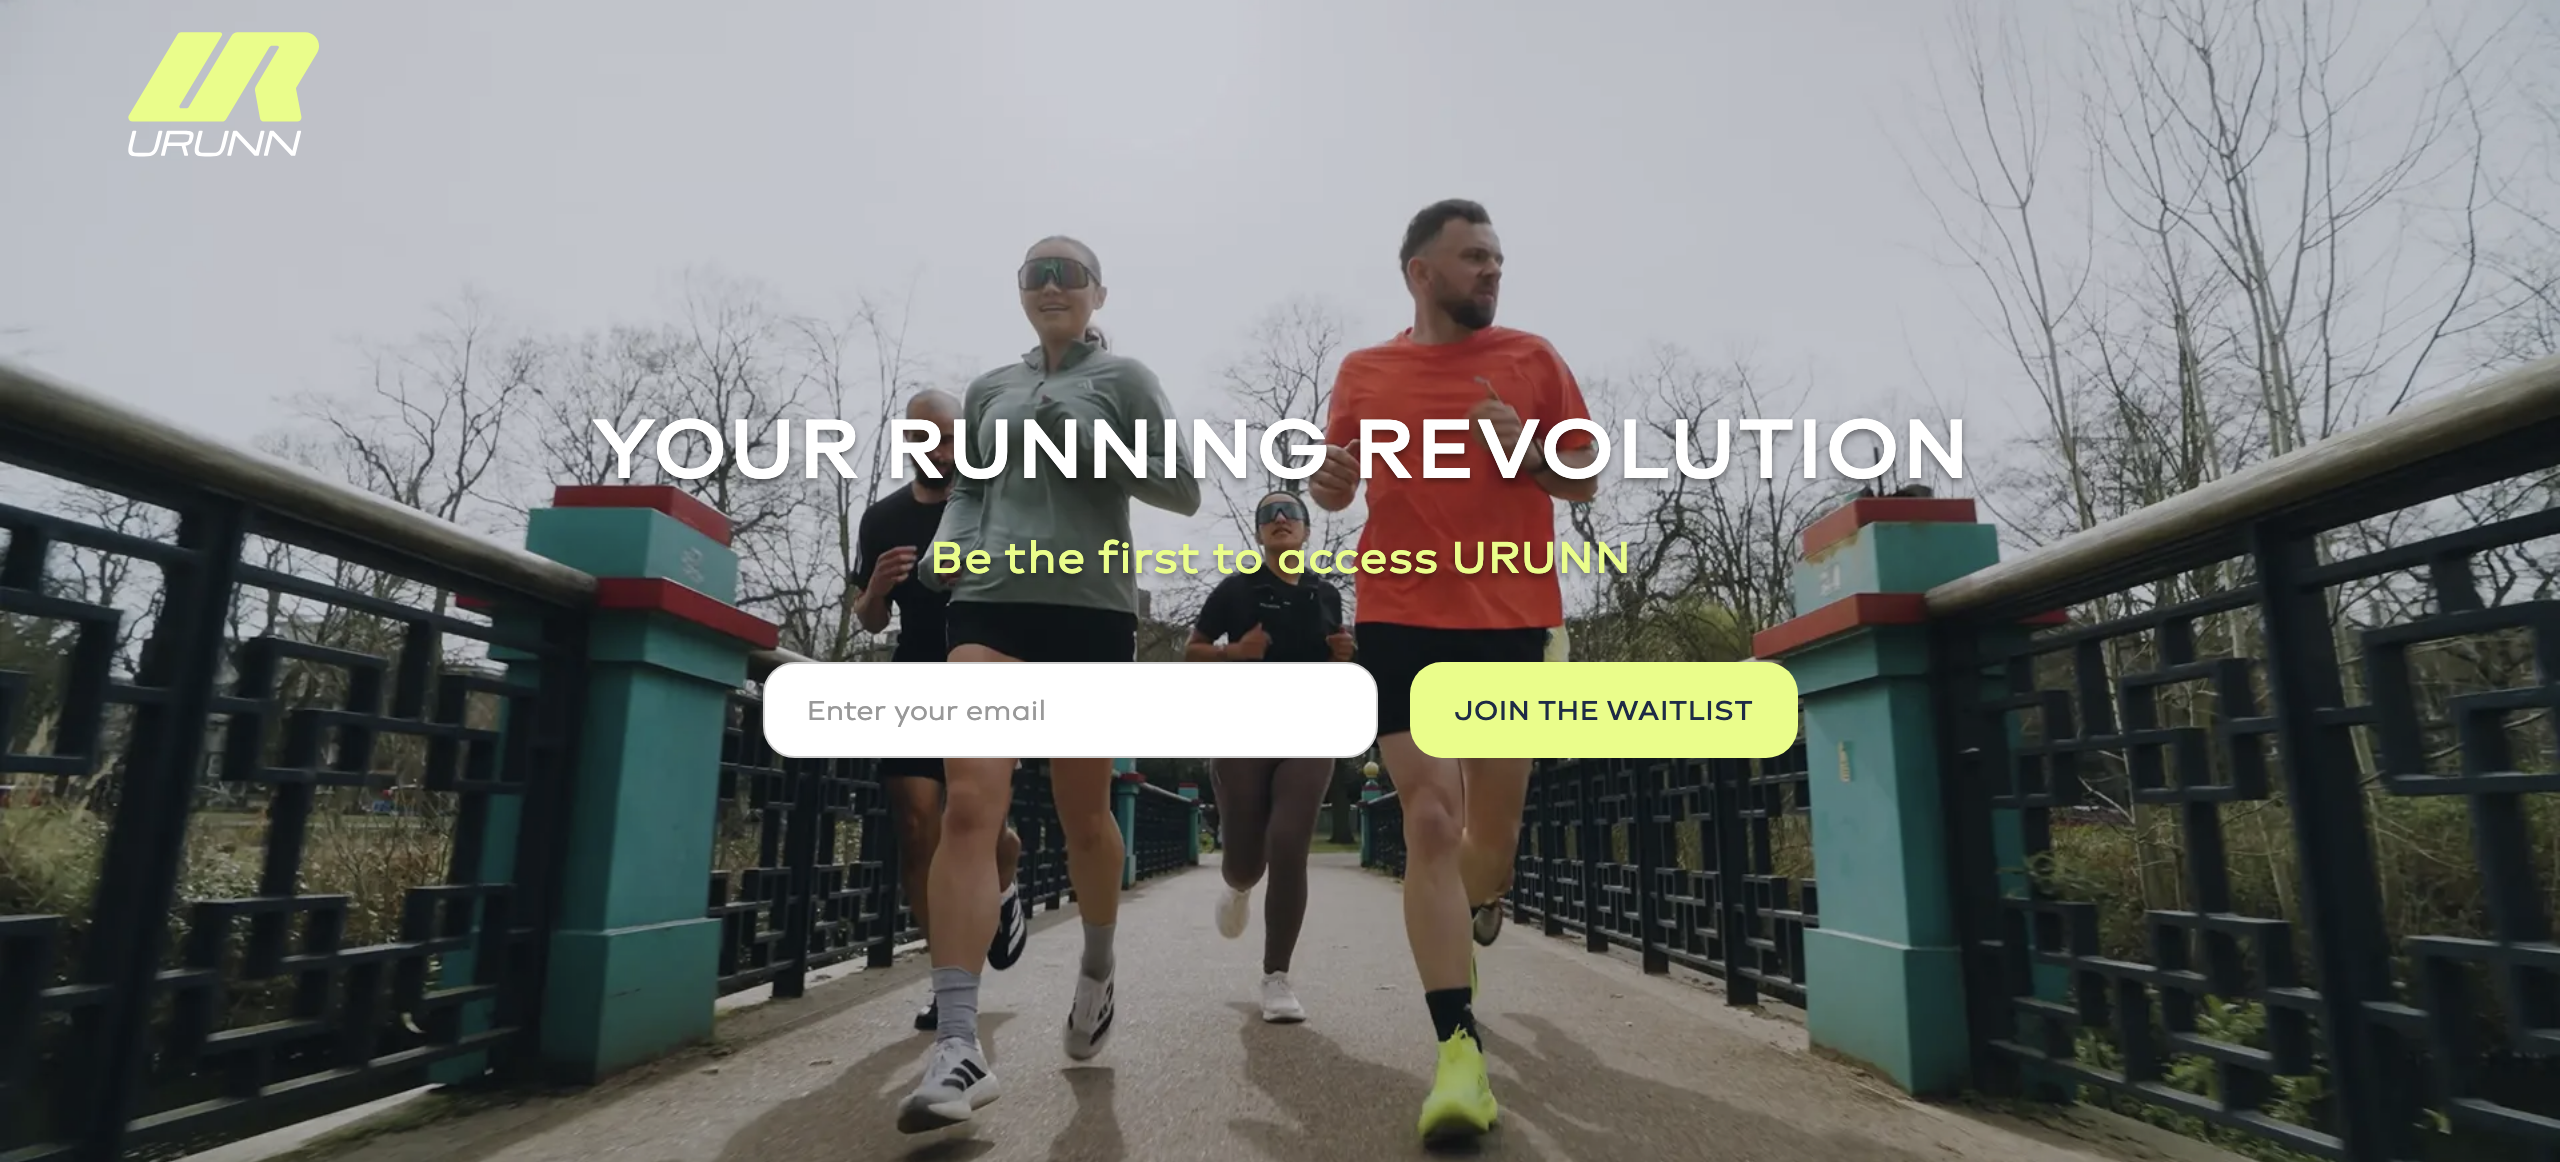 URUNN
YOUR RUNNING REVOLUTION
Be the first to access URUNN
Enter your email
JOIN THE WAITLIST